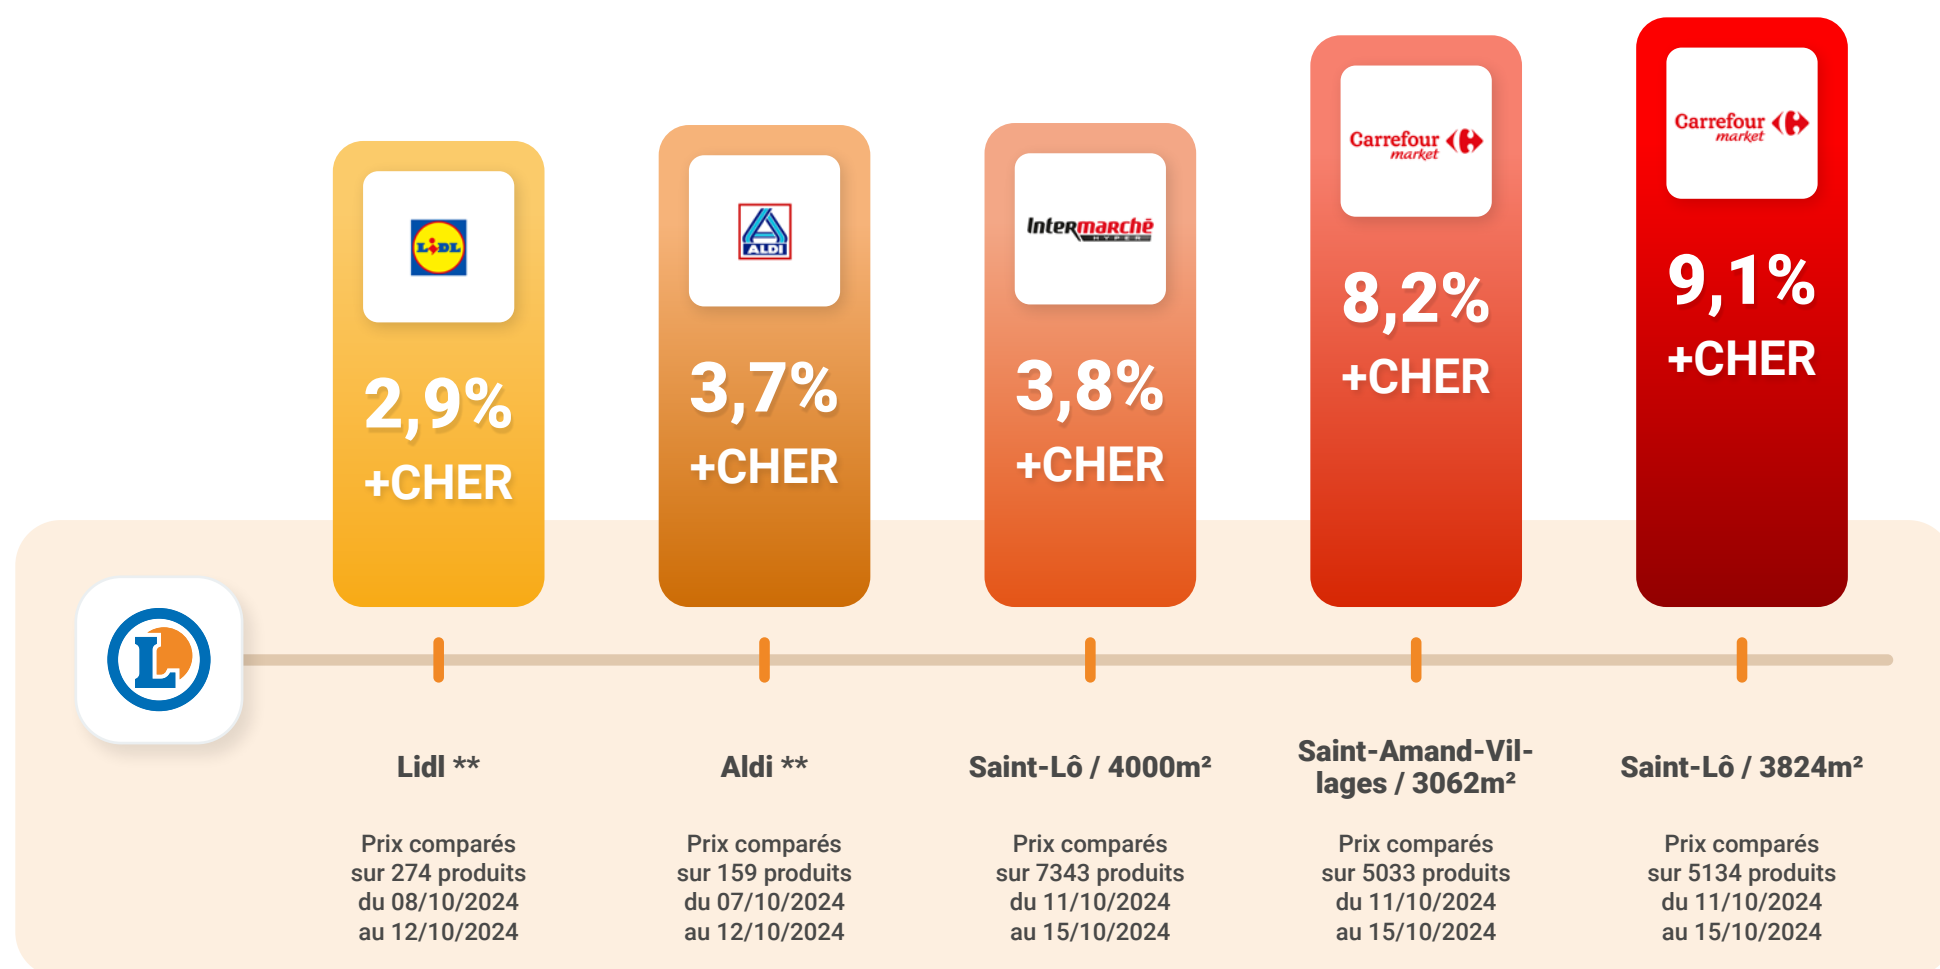 LIDL
2,9%
+CHER
ALDI
3,7%
+CHER
Intermarchē
HYPER
3,8%
+CHER
Carrefour
market
8,2%
+CHER
Carrefour
market
9,1%
+CHER
L
Lidl **
Prix comparés
sur 274 produits
du 08/10/2024
au 12/10/2024
Aldi **
Prix comparés
sur 159 produits
du 07/10/2024
au 12/10/2024
Saint-Lô / 4000m²
Prix comparés
sur 7343 produits
du 11/10/2024
au 15/10/2024
Saint-Amand-Vil-
lages / 3062m²
Prix comparés
sur 5033 produits
du 11/10/2024
au 15/10/2024
Saint-Lô / 3824m²
Prix comparés
sur 5134 produits
du 11/10/2024
au 15/10/2024